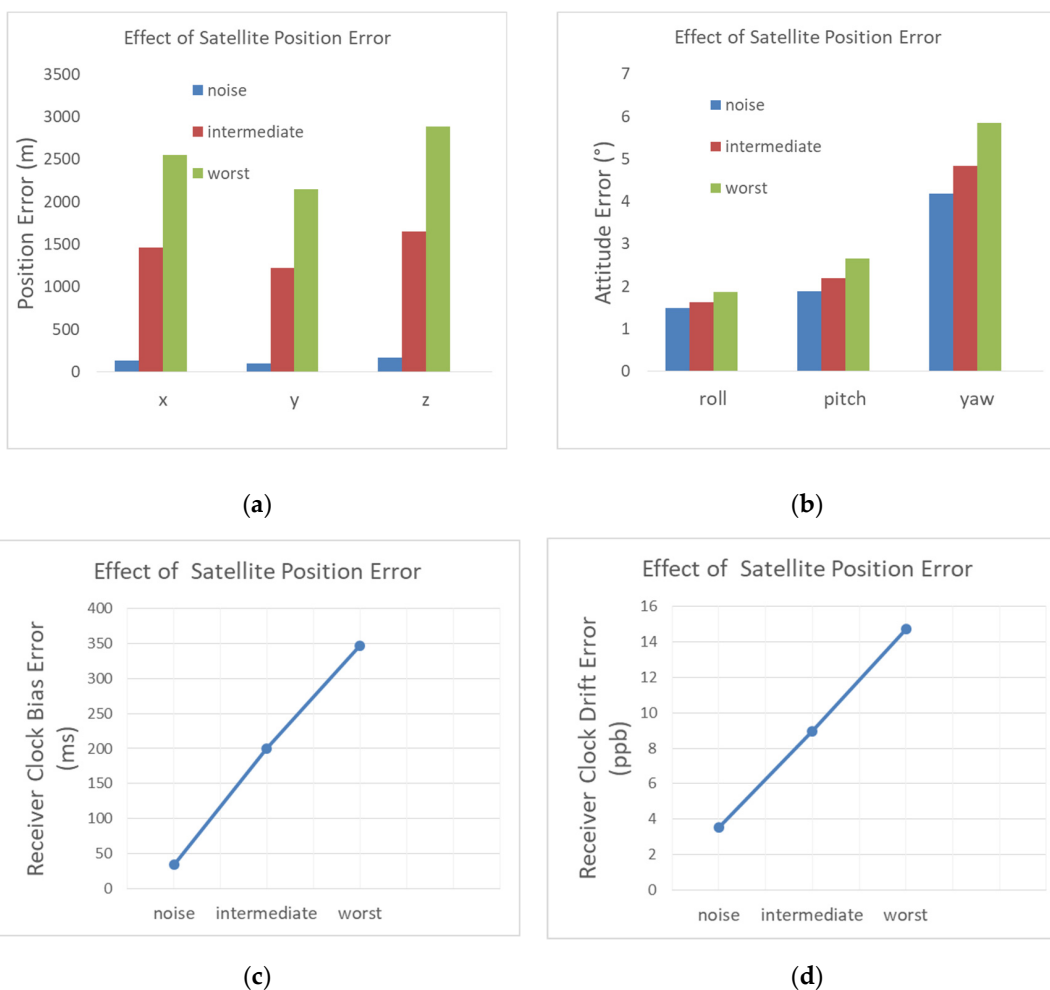 Effect of Satellite Position Error
Position Error (m)
3500
3000
2500
2000
1500
1000
500
0
noise
intermediate
worst
x y z
(a)
Effect of Satellite Position Error
Attitude Error (°)
7
6
5
4
3
2
1
0
noise
intermediate
worst
roll pitch yaw
(b)
Effect of Satellite Position Error
Receiver Clock Bias Error
(ms)
400
350
300
250
200
150
100
50
0
noise intermediate worst
(c)
Effect of Satellite Position Error
Receiver Clock Drift Error
(ppb)
16
14
12
10
8
6
4
2
0
noise intermediate worst
(d)